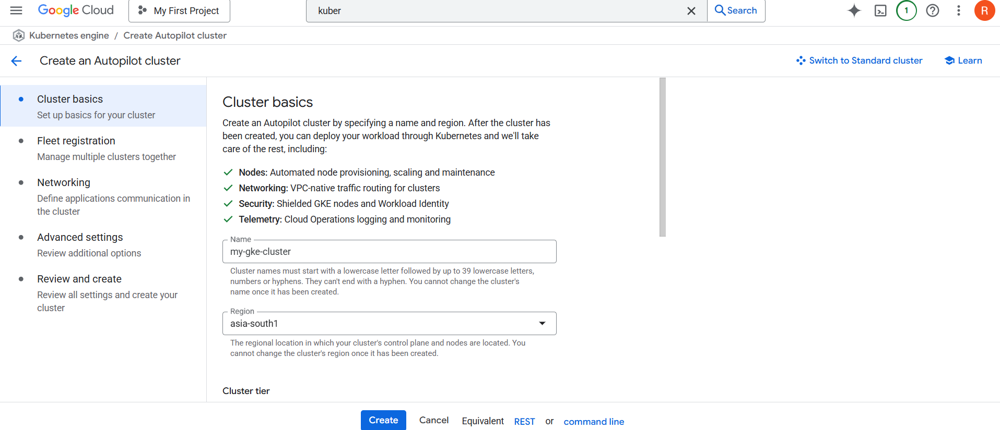 Google Cloud
My First Project
kuber
Search
1
R
Kubernetes engine / Create Autopilot cluster
Create an Autopilot cluster
Switch to Standard cluster
Learn
Cluster basics
Set up basics for your cluster
Fleet registration
Manage multiple clusters together
Networking
Define applications communication in
the cluster
Advanced settings
Review additional options
Review and create
Review all settings and create your
cluster
Cluster basics
Create an Autopilot cluster by specifying a name and region. After the cluster has
been created, you can deploy your workload through Kubernetes and we'll take
care of the rest, including:
Nodes: Automated node provisioning, scaling and maintenance
Networking: VPC-native traffic routing for clusters
Security: Shielded GKE nodes and Workload Identity
Telemetry: Cloud Operations logging and monitoring
Name
my-gke-cluster
Cluster names must start with a lowercase letter followed by up to 39 lowercase letters,
numbers or hyphens. They can't end with a hyphen. You cannot change the cluster's
name once it has been created.
Region
asia-south1
The regional location in which your cluster's control plane and nodes are located. You
cannot change the cluster's region once it has been created.
Cluster tier
Create Cancel Equivalent REST or command line